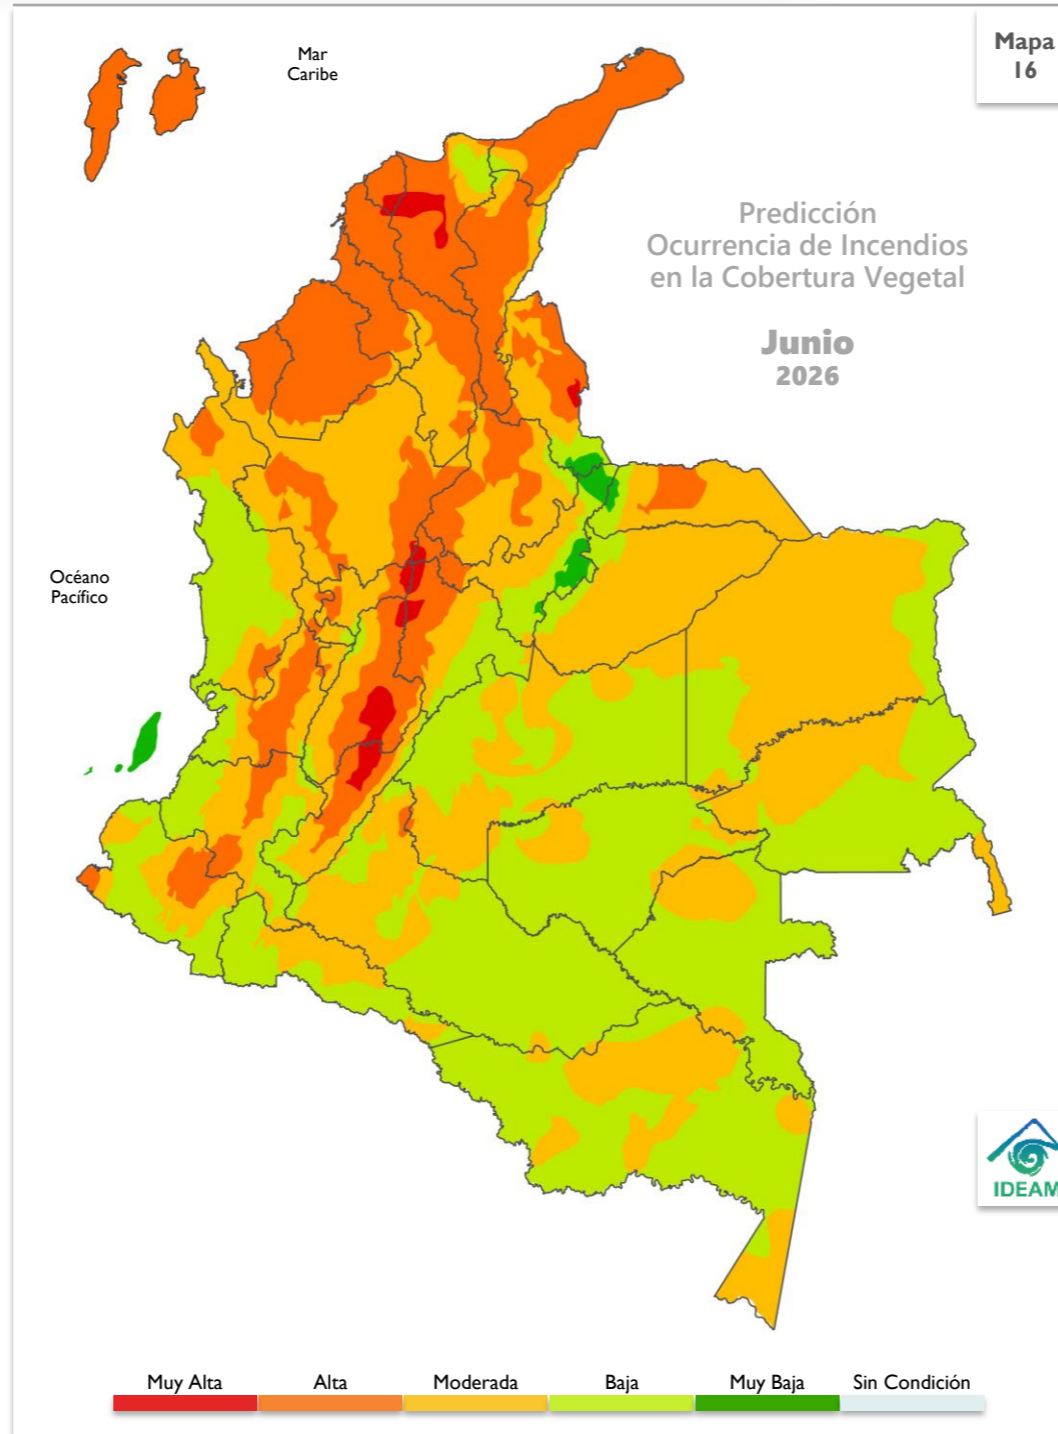 Mar
Caribe
Mapa
16
Predicción
Ocurrencia de Incendios
en la Cobertura Vegetal
Junio
2026
Océano
Pacífico
IDEAM
Muy Alta
Alta
Moderada
Baja
Muy Baja
Sin Condición